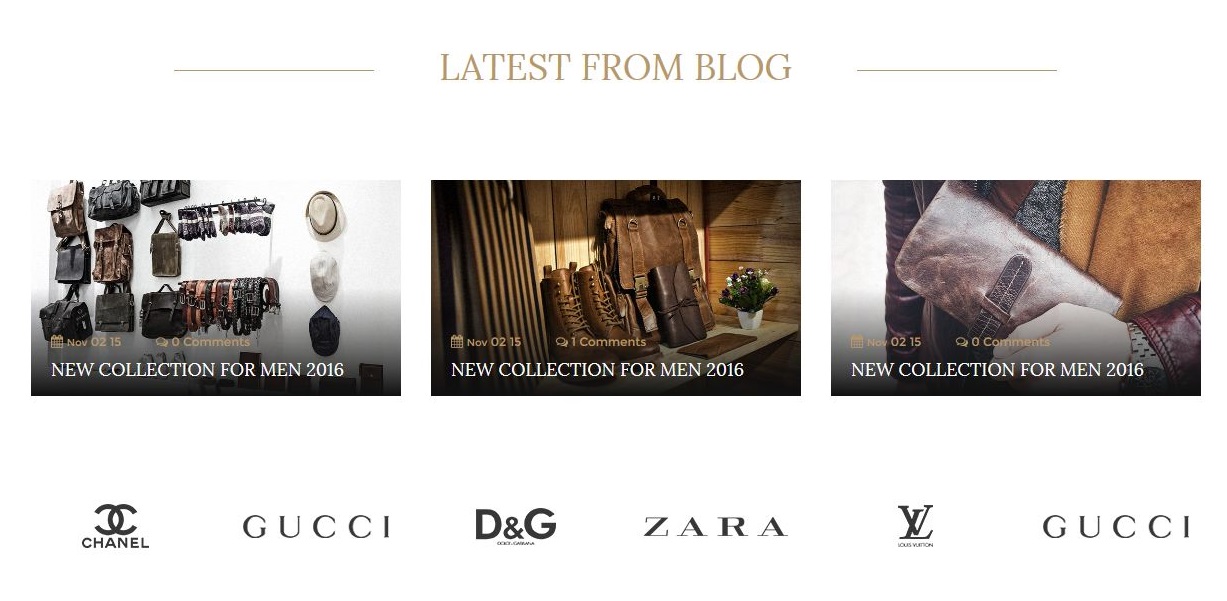 LATEST FROM BLOG
Nov 02 15 0 Comments
NEW COLLECTION FOR MEN 2016
Nov 02 15 1 Comments
NEW COLLECTION FOR MEN 2016
Nov 02 15 0 Comments
NEW COLLECTION FOR MEN 2016
CHANEL
GUCCI
D&G
DOLCE & GABBANA
ZARA
LV
LOUIS VUITTON
GUCCI